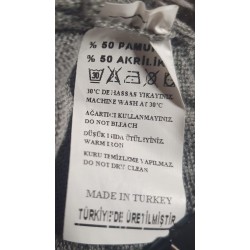 % 50 PAMUK
% 50 AKRİLİK
30
30°C DE HASSAS YIKAYINIZ
MACHINE WASH AT 30°C
AĞARTICI KULLANMAYINIZ
DO NOT BLEACH
DÜŞÜK ISIDA ÜTÜLEYİNİZ
WARM IRON
KURU TEMİZLEME YAPILMAZ
DO NOT DRY CLEAN
MADE IN TURKEY
TÜRKİYE'DE ÜRETİLMİŞTİR